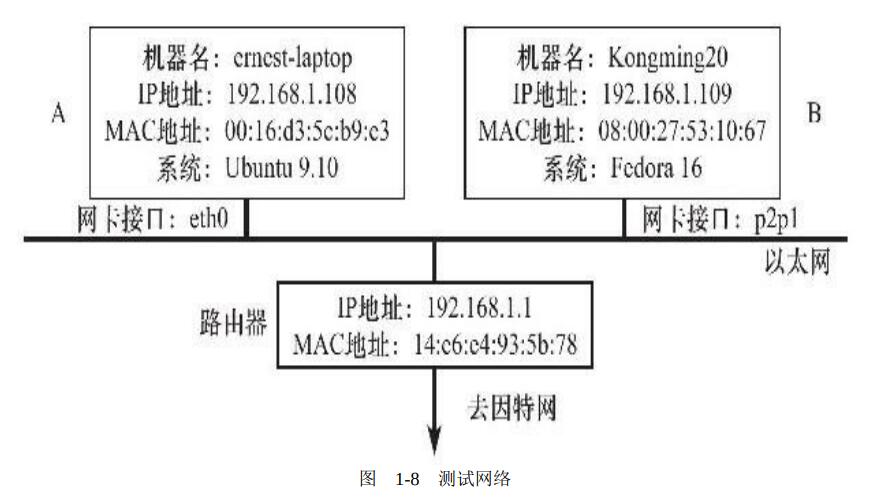 机器名：ernest-laptop
IP地址：192.168.1.108
MAC地址：00:16:d3:5c:b9:e3
系统：Ubuntu 9.10
A
网卡接口：eth0
机器名：Kongming20
IP地址：192.168.1.109
MAC地址：08:00:27:53:10:67
系统：Fedora 16
B
网卡接口：p2p1
以太网
路由器
IP地址：192.168.1.1
MAC地址：14:e6:e4:93:5b:78
去因特网
图 1-8 测试网络